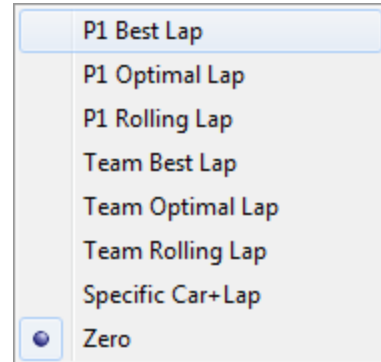 P1 Best Lap
P1 Optimal Lap
P1 Rolling Lap
Team Best Lap
Team Optimal Lap
Team Rolling Lap
Specific Car+Lap
Zero